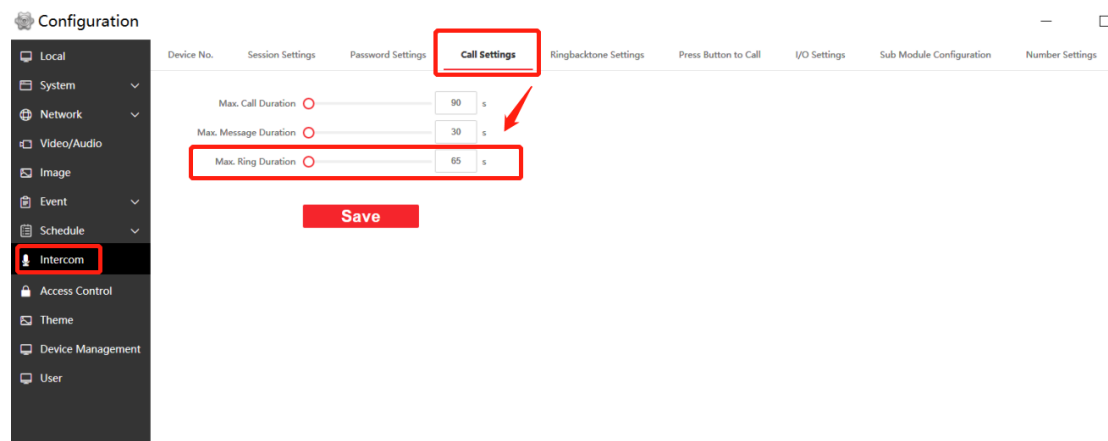 Configuration
Local
System
Network
Video/Audio
Image
Event
Schedule
Intercom
Access Control
Theme
Device Management
User
Device No. Session Settings Password Settings Call Settings Ringbacktone Settings Press Button to Call I/O Settings Sub Module Configuration Number Settings
Max. Call Duration 90 s
Max. Message Duration 30 s
Max. Ring Duration 65 s
Save